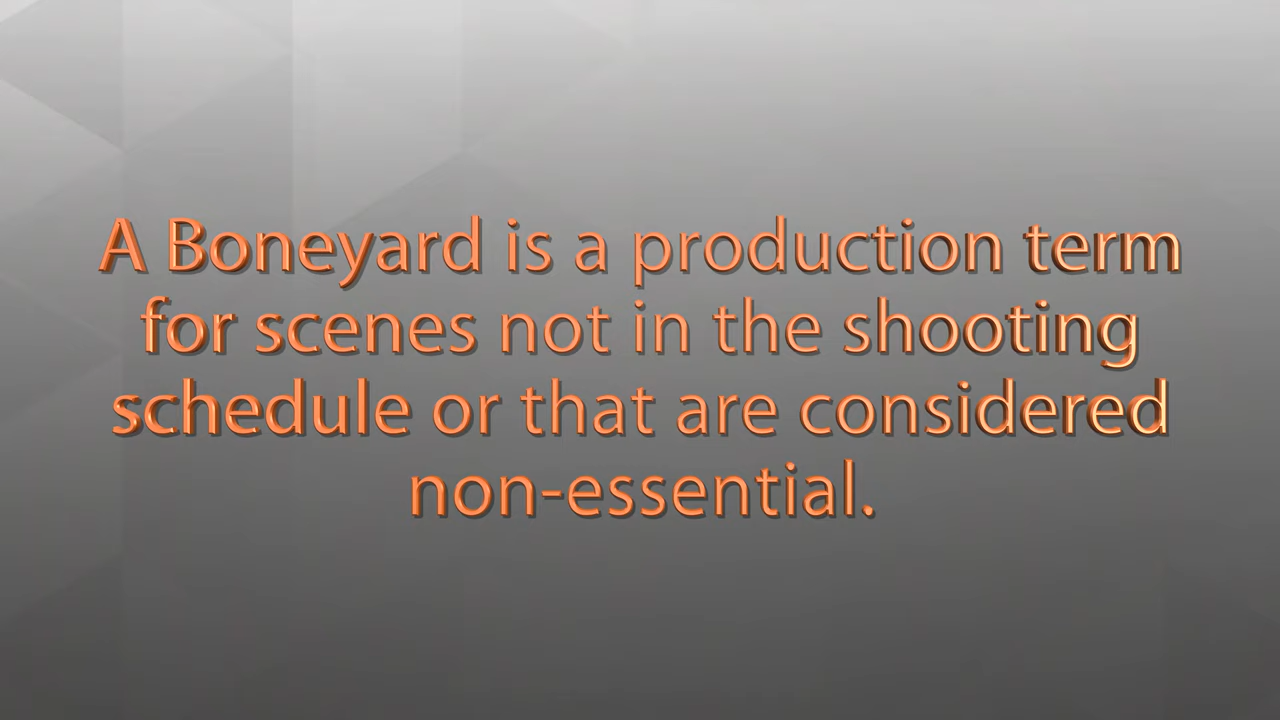 A Boneyard is a production term
for scenes not in the shooting
schedule or that are considered
non-essential.